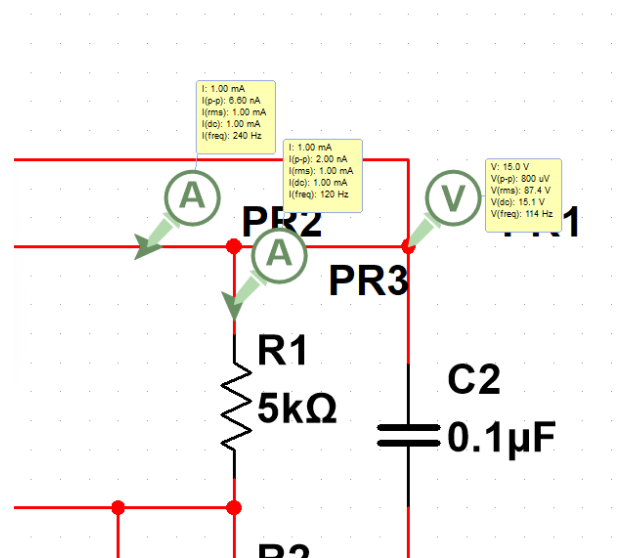 I: 1.00 mA
I(p-p): 6.60 nA
I(rms): 1.00 mA
I(dc): 1.00 mA
I(freq): 240 Hz
I: 1.00 mA
I(p-p): 2.00 nA
I(rms): 1.00 mA
I(dc): 1.00 mA
I(freq): 120 Hz
V: 15.0 V
V(p-p): 800 uV
V(rms): 87.4 V
V(dc): 15.1 V
V(freq): 114 Hz
A
V
PR2
PR1
A
PR3
R1
5kΩ
C2
0.1µF
R2